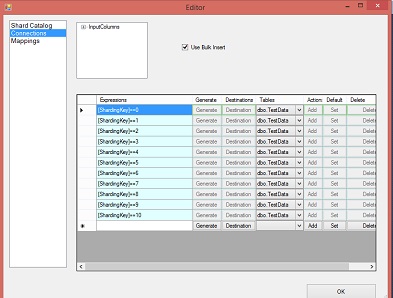 Editor
Shard Catalog
Connections
Mappings
InputColumns
Use Bulk Insert
Expressions Generate Destinations Tables Action Default Delete
[ShardingKey]==0 Generate Destination dbo.TestData Add Set Delete
[ShardingKey]==1 Generate Destination dbo.TestData Add Set Delete
[ShardingKey]==2 Generate Destination dbo.TestData Add Set Delete
[ShardingKey]==3 Generate Destination dbo.TestData Add Set Delete
[ShardingKey]==4 Generate Destination dbo.TestData Add Set Delete
[ShardingKey]==5 Generate Destination dbo.TestData Add Set Delete
[ShardingKey]==6 Generate Destination dbo.TestData Add Set Delete
[ShardingKey]==7 Generate Destination dbo.TestData Add Set Delete
[ShardingKey]==8 Generate Destination dbo.TestData Add Set Delete
[ShardingKey]==9 Generate Destination dbo.TestData Add Set Delete
[ShardingKey]==10 Generate Destination dbo.TestData Add Set Delete
Generate Destination Add Set Delete
OK